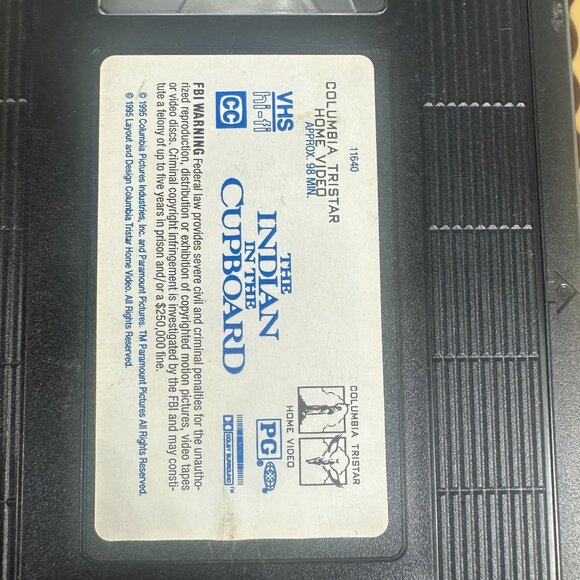 COLUMBIA TRISTAR
HOME VIDEO
11640
APPROX. 98 MIN.
VHS
hi-fi
CC
THE
INDIAN
IN THE
CUPBOARD
COLUMBIA TRISTAR
HOME VIDEO
PG
DOLBY SURROUND™
FBI WARNING Federal law provides severe civil and criminal penalties for the unautho-
rized reproduction, distribution or exhibition of copyrighted motion pictures, video tapes
or video discs. Criminal copyright infringement is investigated by the FBI and may consti-
tute a felony of up to five years in prison and/or a $250,000 fine.
© 1995 Columbia Pictures Industries, Inc. and Paramount Pictures. TM Paramount Pictures All Rights Reserved.
© 1995 Layout and Design Columbia Tristar Home Video. All Rights Reserved.